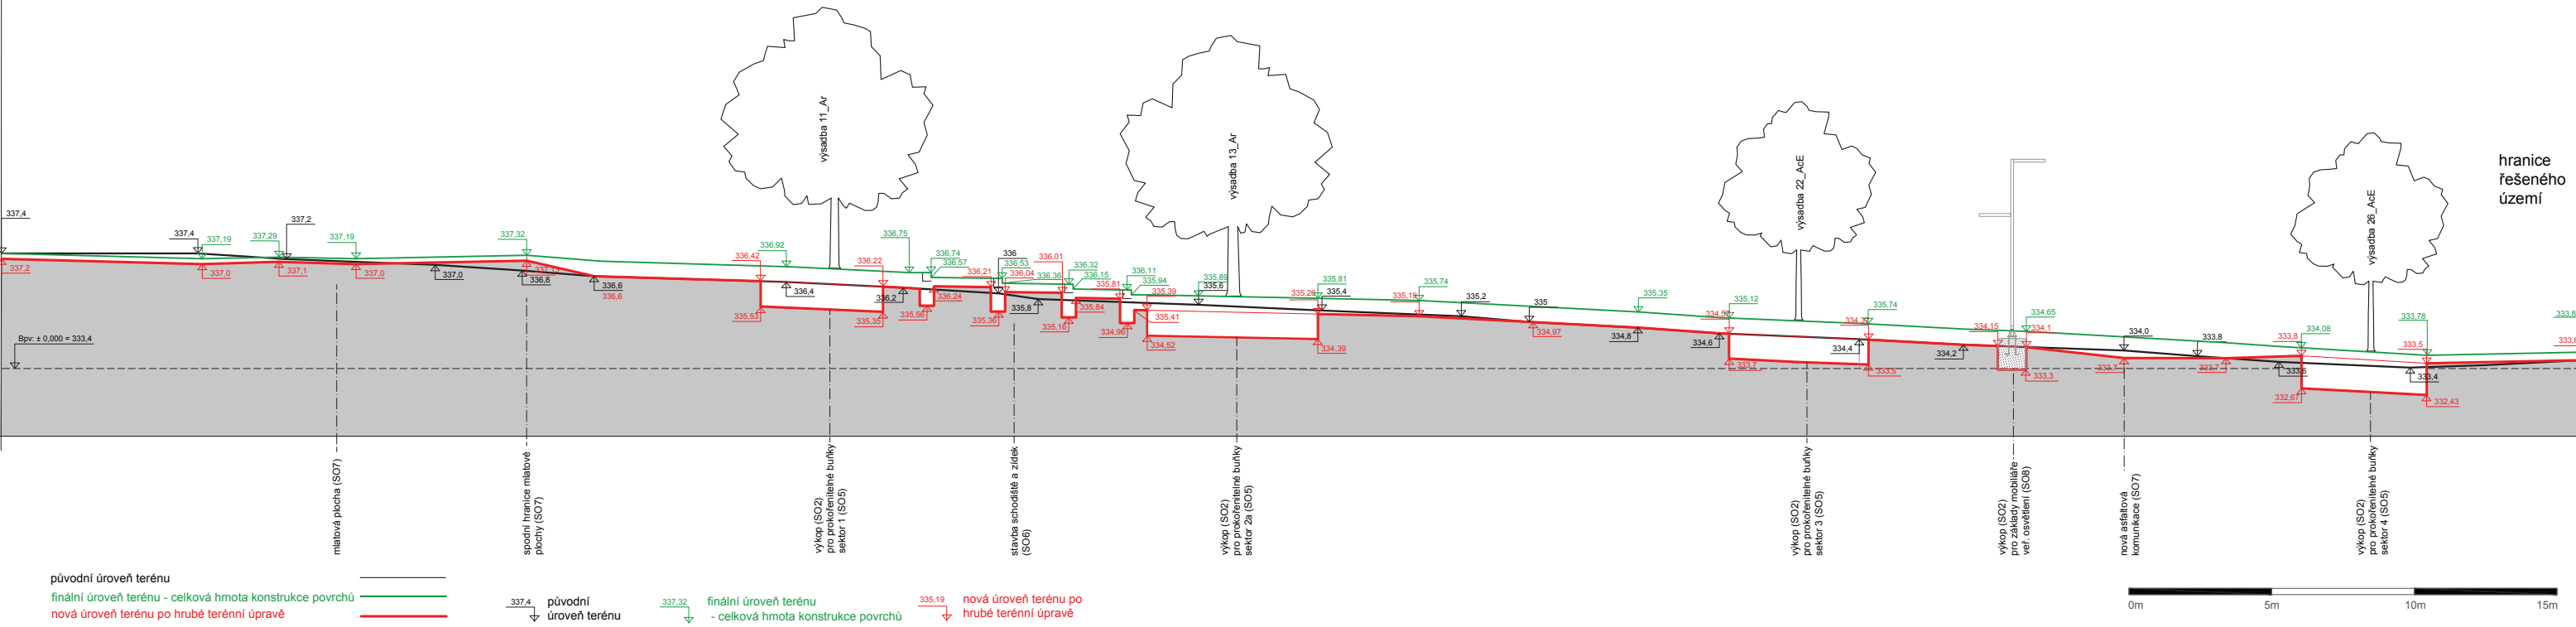 výsadba 11_Ar
výsadba 13_Ar
výsadba 22_AcE
výsadba 26_AcE
hranice
řešeného
území
337,4
337,2
337,4
337,19
337,0
337,29
337,2
337,1
337,19
337,0
337,0
337,32
336,8
336,6
336,6
336,42
336,92
336,4
335,53
336,22
335,35
336,75
336,2
336,74
336,57
336,24
335,56
336,21
336
336,53
336,04
335,36
335,8
336,36
336,01
336,32
336,15
335,84
335,16
336,11
335,94
335,81
334,96
335,39
335,41
334,52
335,89
335,6
335,26
335,81
335,4
334,39
335,19
335,74
335,2
335
334,97
335,35
334,8
334,6
335,12
333,7
335,74
334,4
333,5
334,2
334,15
334,65
334,1
333,3
334,0
333,7
333,8
333,7
333,6
333,8
334,08
332,67
333,78
333,5
333,4
332,43
Bpv: ± 0,000 = 333,4
mlatová plocha (SO7)
spodní hranice mlatové
plochy (SO7)
výkop (SO2)
pro prokořenitelné buňky
sektor 1 (SO5)
stavba schodiště a zídek
(SO6)
výkop (SO2)
pro prokořenitelné buňky
sektor 2a (SO5)
výkop (SO2)
pro prokořenitelné buňky
sektor 3 (SO5)
výkop (SO2)
pro základy mobiliáře
veř. osvětlení (SO8)
nová asfaltová
komunikace (SO7)
výkop (SO2)
pro prokořenitelné buňky
sektor 4 (SO5)
původní úroveň terénu
finální úroveň terénu - celková hmota konstrukce povrchů
nová úroveň terénu po hrubé terénní úpravě
337,4
původní
úroveň terénu
337,32
finální úroveň terénu
- celková hmota konstrukce povrchů
335,19
nová úroveň terénu po
hrubé terénní úpravě
0m 5m 10m 15m